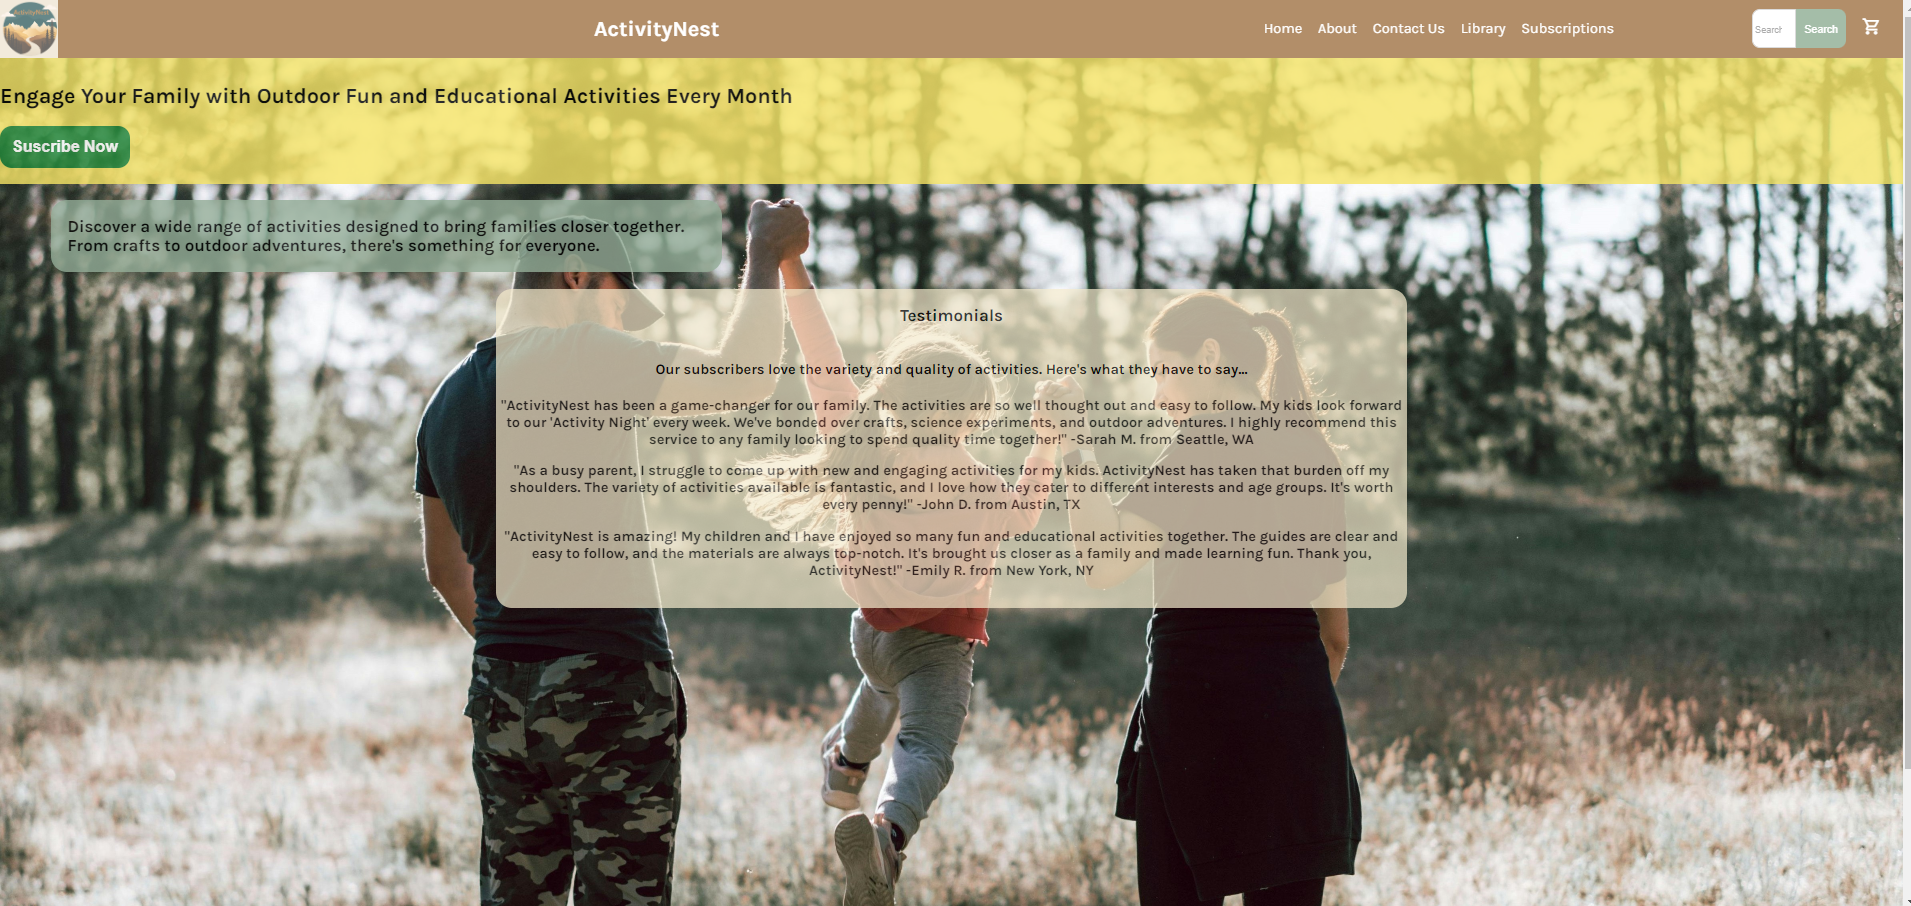 ActivityNest
ActivityNest
Home About Contact Us Library Subscriptions
Search
Search
Engage Your Family with Outdoor Fun and Educational Activities Every Month
Suscribe Now
Discover a wide range of activities designed to bring families closer together.
From crafts to outdoor adventures, there's something for everyone.
Testimonials
Our subscribers love the variety and quality of activities. Here's what they have to say...
"ActivityNest has been a game-changer for our family. The activities are so well thought out and easy to follow. My kids look forward
to our 'Activity Night' every week. We've bonded over crafts, science experiments, and outdoor adventures. I highly recommend this
service to any family looking to spend quality time together!" -Sarah M. from Seattle, WA
"As a busy parent, I struggle to come up with new and engaging activities for my kids. ActivityNest has taken that burden off my
shoulders. The variety of activities available is fantastic, and I love how they cater to different interests and age groups. It's worth
every penny!" -John D. from Austin, TX
"ActivityNest is amazing! My children and I have enjoyed so many fun and educational activities together. The guides are clear and
easy to follow, and the materials are always top-notch. It's brought us closer as a family and made learning fun. Thank you,
ActivityNest!" -Emily R. from New York, NY